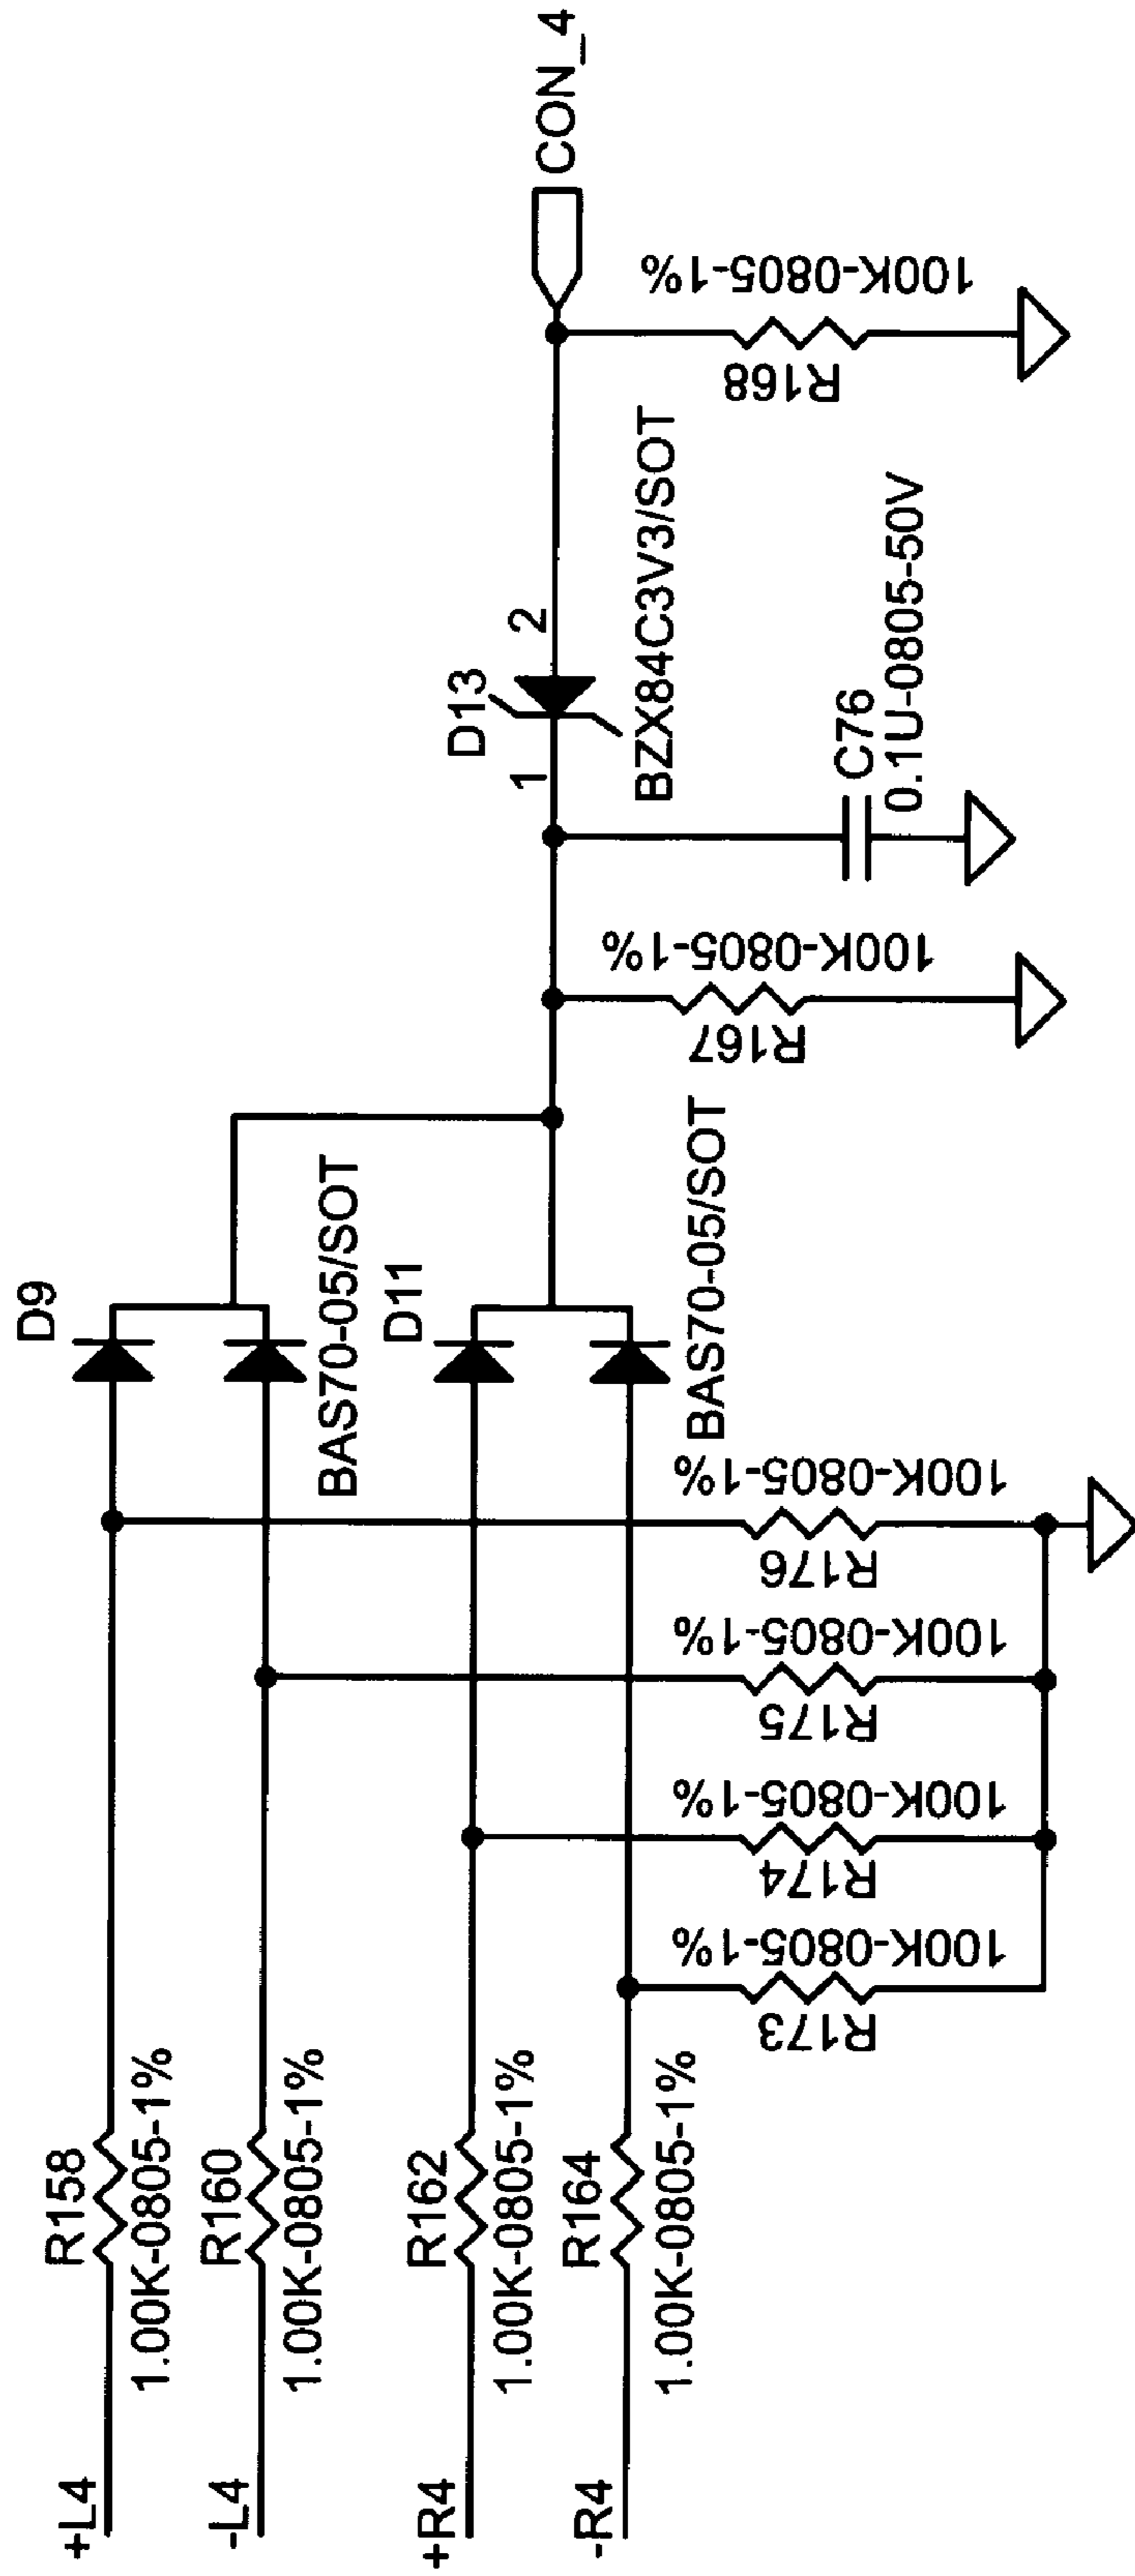 +L4
R158
1.00K-0805-1%
-L4
R160
1.00K-0805-1%
+R4
R162
1.00K-0805-1%
-R4
R164
1.00K-0805-1%
R173
100K-0805-1%
R174
100K-0805-1%
R175
100K-0805-1%
R176
100K-0805-1%
D9
BAS70-05/SOT
D11
BAS70-05/SOT
R167
100K-0805-1%
C76
0.1U-0805-50V
D13
1
2
BZX84C3V3/SOT
R168
100K-0805-1%
CON_4